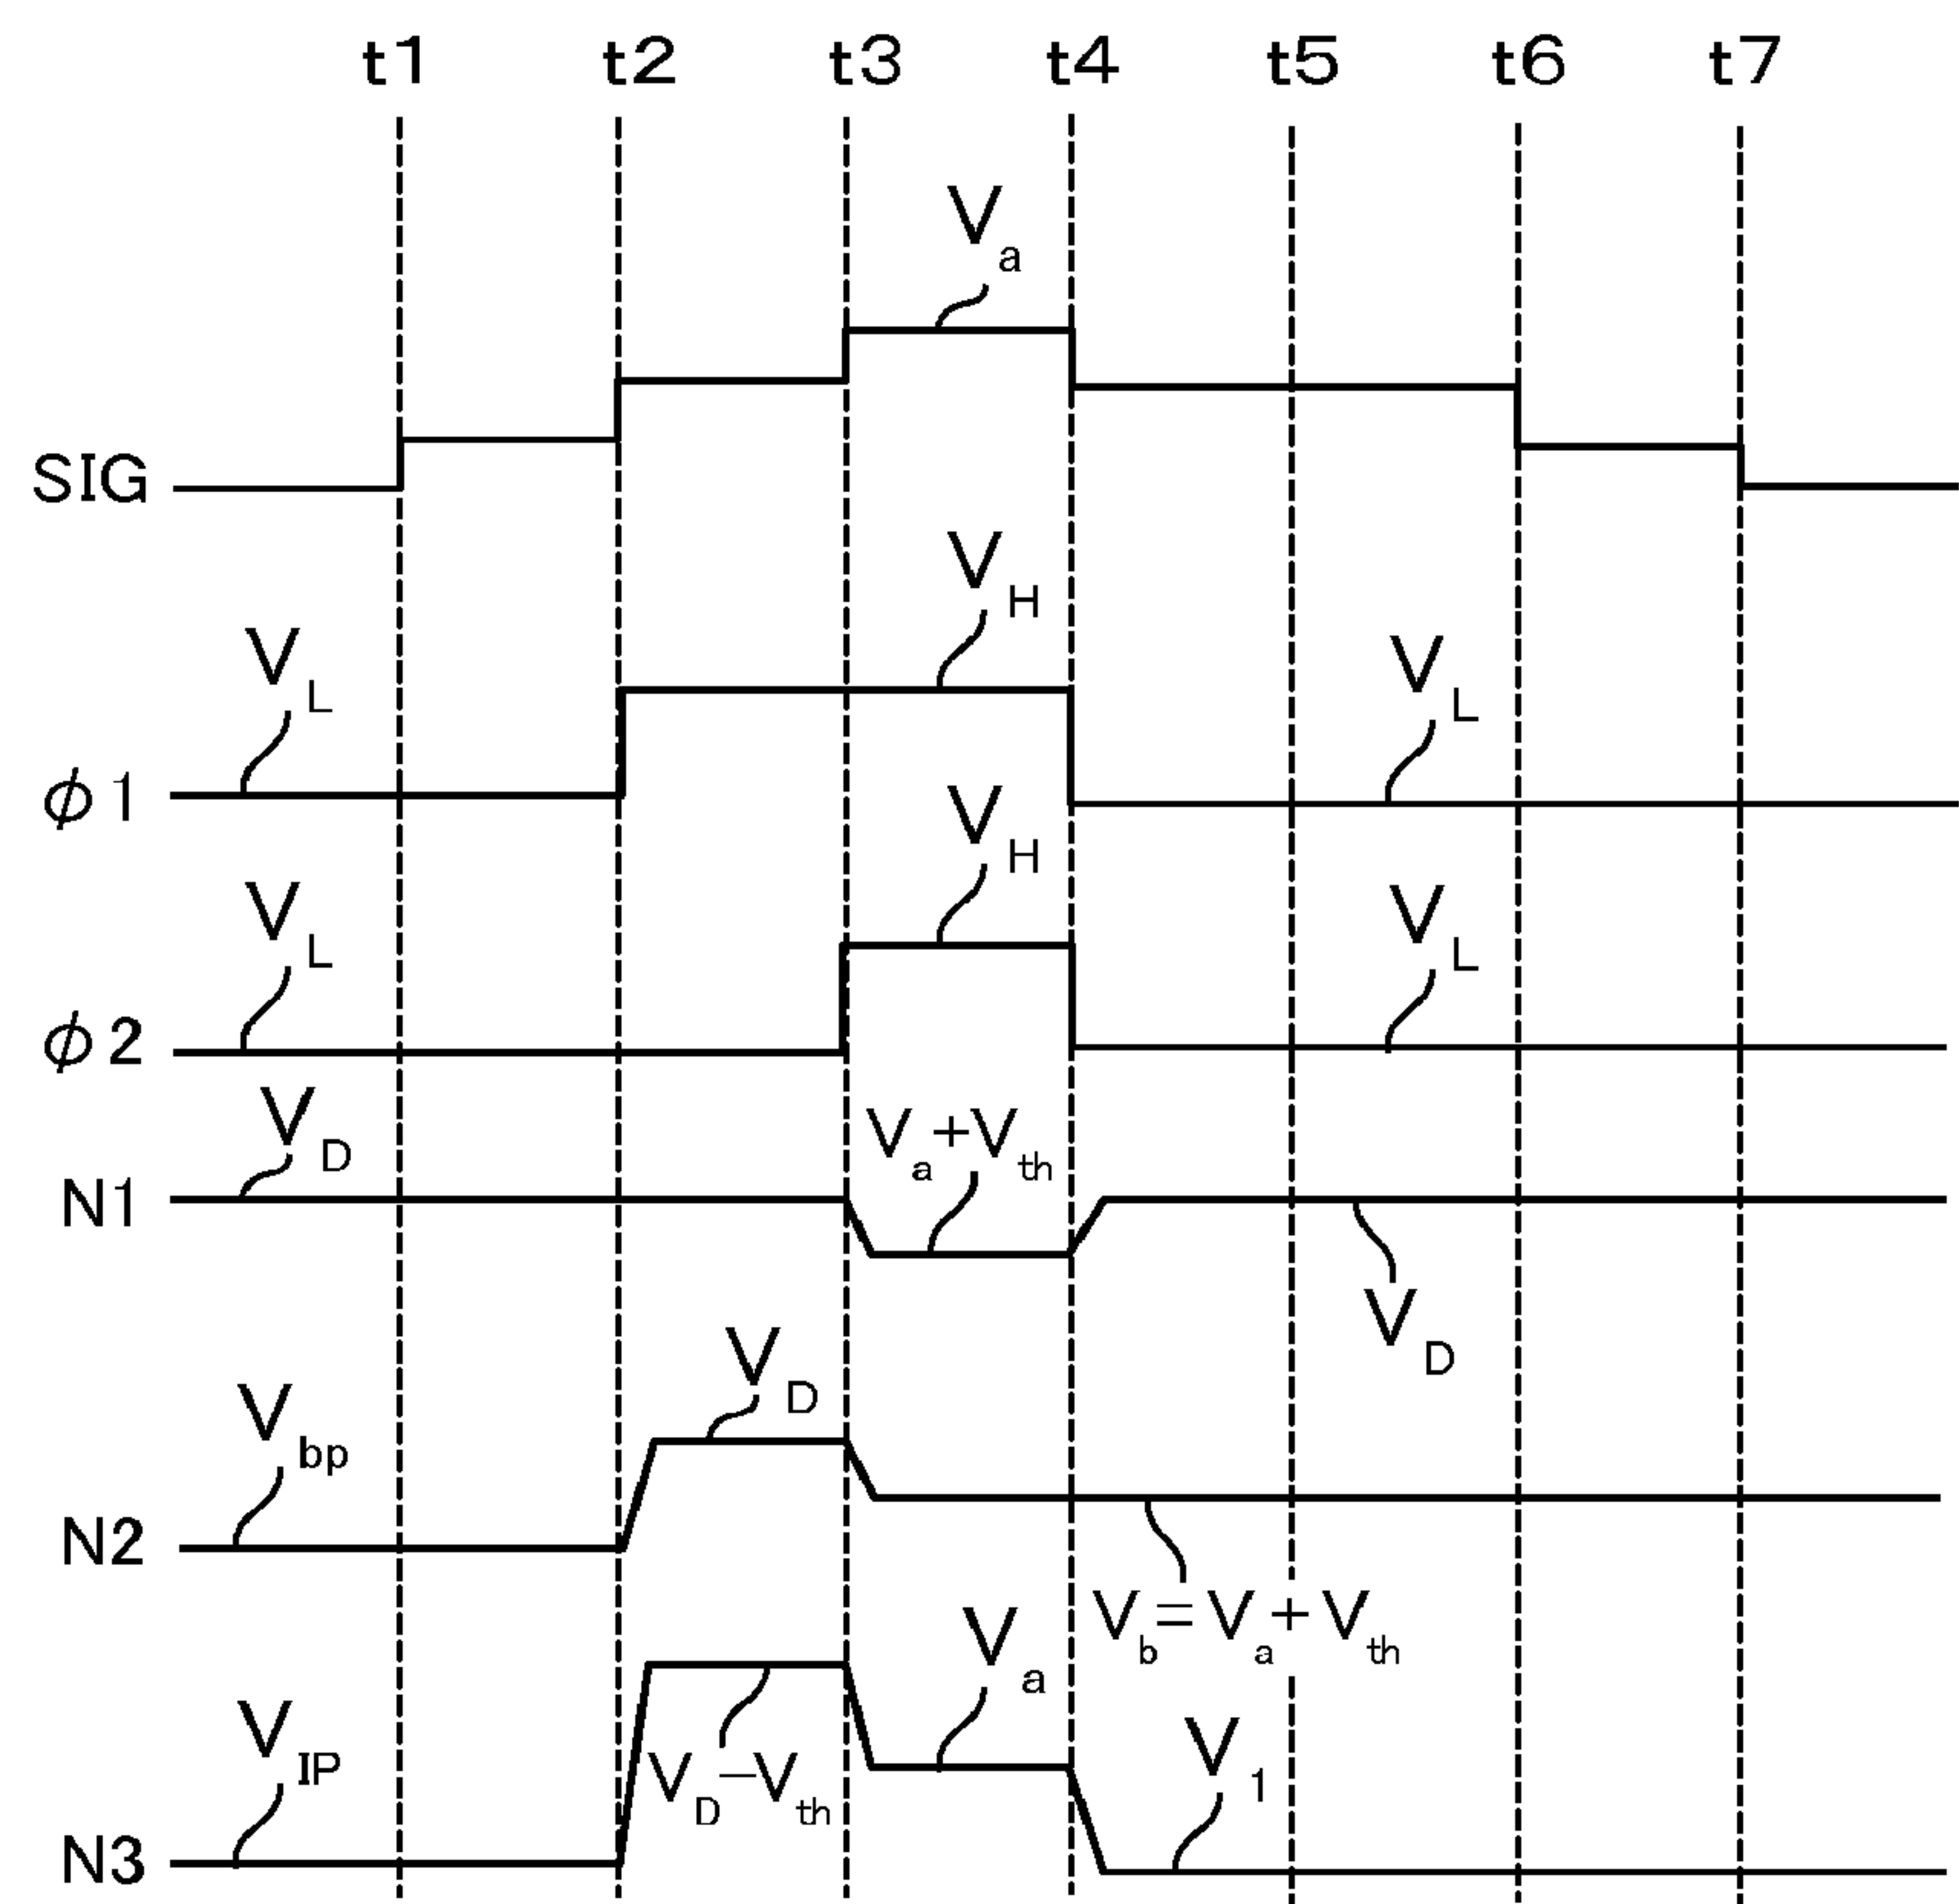 t1 t2 t3 t4 t5 t6 t7
Va
SIG
VH
VL VL
φ1
VH
VL VL
φ2
VD Va+Vth
N1
VD
VD
Vbp
N2
Vb=Va+Vth
Va
VIP VD−Vth V1
N3